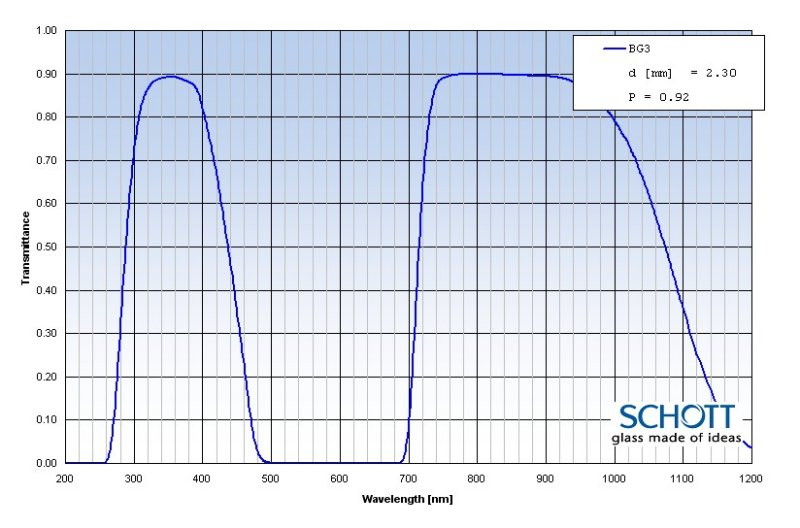 1.00
BG3
d [mm] = 2.30
P = 0.92
0.90
0.80
0.70
0.60
0.50
0.40
0.30
0.20
0.10
0.00
Transmittance
SCHOTT
glass made of ideas
200 300 400 500 600 700 800 900 1000 1100 1200
Wavelength [nm]